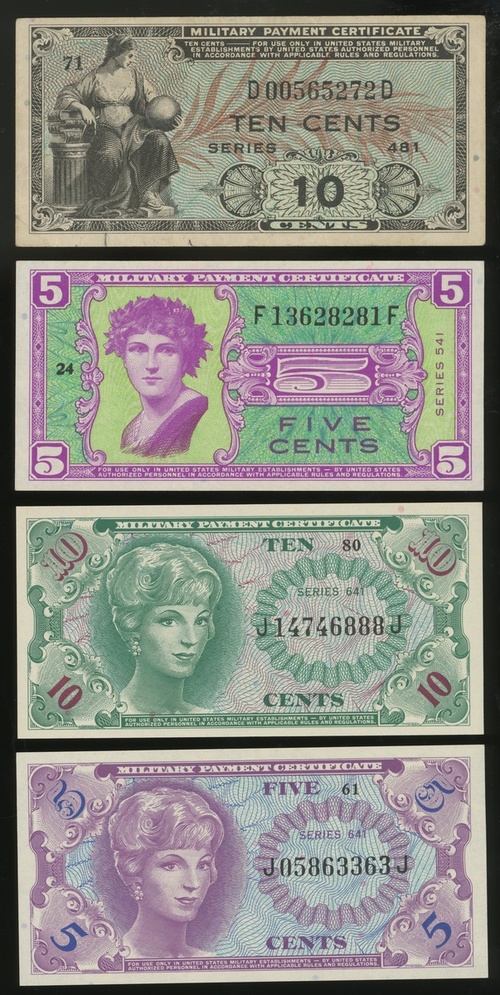 MILITARY PAYMENT CERTIFICATE
TEN CENTS — FOR USE ONLY IN UNITED STATES MILITARY
ESTABLISHMENTS BY UNITED STATES AUTHORIZED PERSONNEL
IN ACCORDANCE WITH APPLICABLE RULES AND REGULATIONS.
71
D00565272D
TEN CENTS
SERIES 481
10
CENTS
MILITARY PAYMENT CERTIFICATE
5 5
F13628281F
24
5
SERIES 541
FIVE
CENTS
5 5
FOR USE ONLY IN UNITED STATES MILITARY ESTABLISHMENTS — BY UNITED STATES
AUTHORIZED PERSONNEL IN ACCORDANCE WITH APPLICABLE RULES AND REGULATIONS.
MILITARY PAYMENT CERTIFICATE
10 TEN 80 10
SERIES 641
J14746888J
10 CENTS 10
FOR USE ONLY IN UNITED STATES MILITARY ESTABLISHMENTS — BY UNITED STATES
AUTHORIZED PERSONNEL IN ACCORDANCE WITH APPLICABLE RULES AND REGULATIONS.
MILITARY PAYMENT CERTIFICATE
5 FIVE 61 5
SERIES 641
J05863363J
5 CENTS 5
FOR USE ONLY IN UNITED STATES MILITARY ESTABLISHMENTS — BY UNITED STATES
AUTHORIZED PERSONNEL IN ACCORDANCE WITH APPLICABLE RULES AND REGULATIONS.